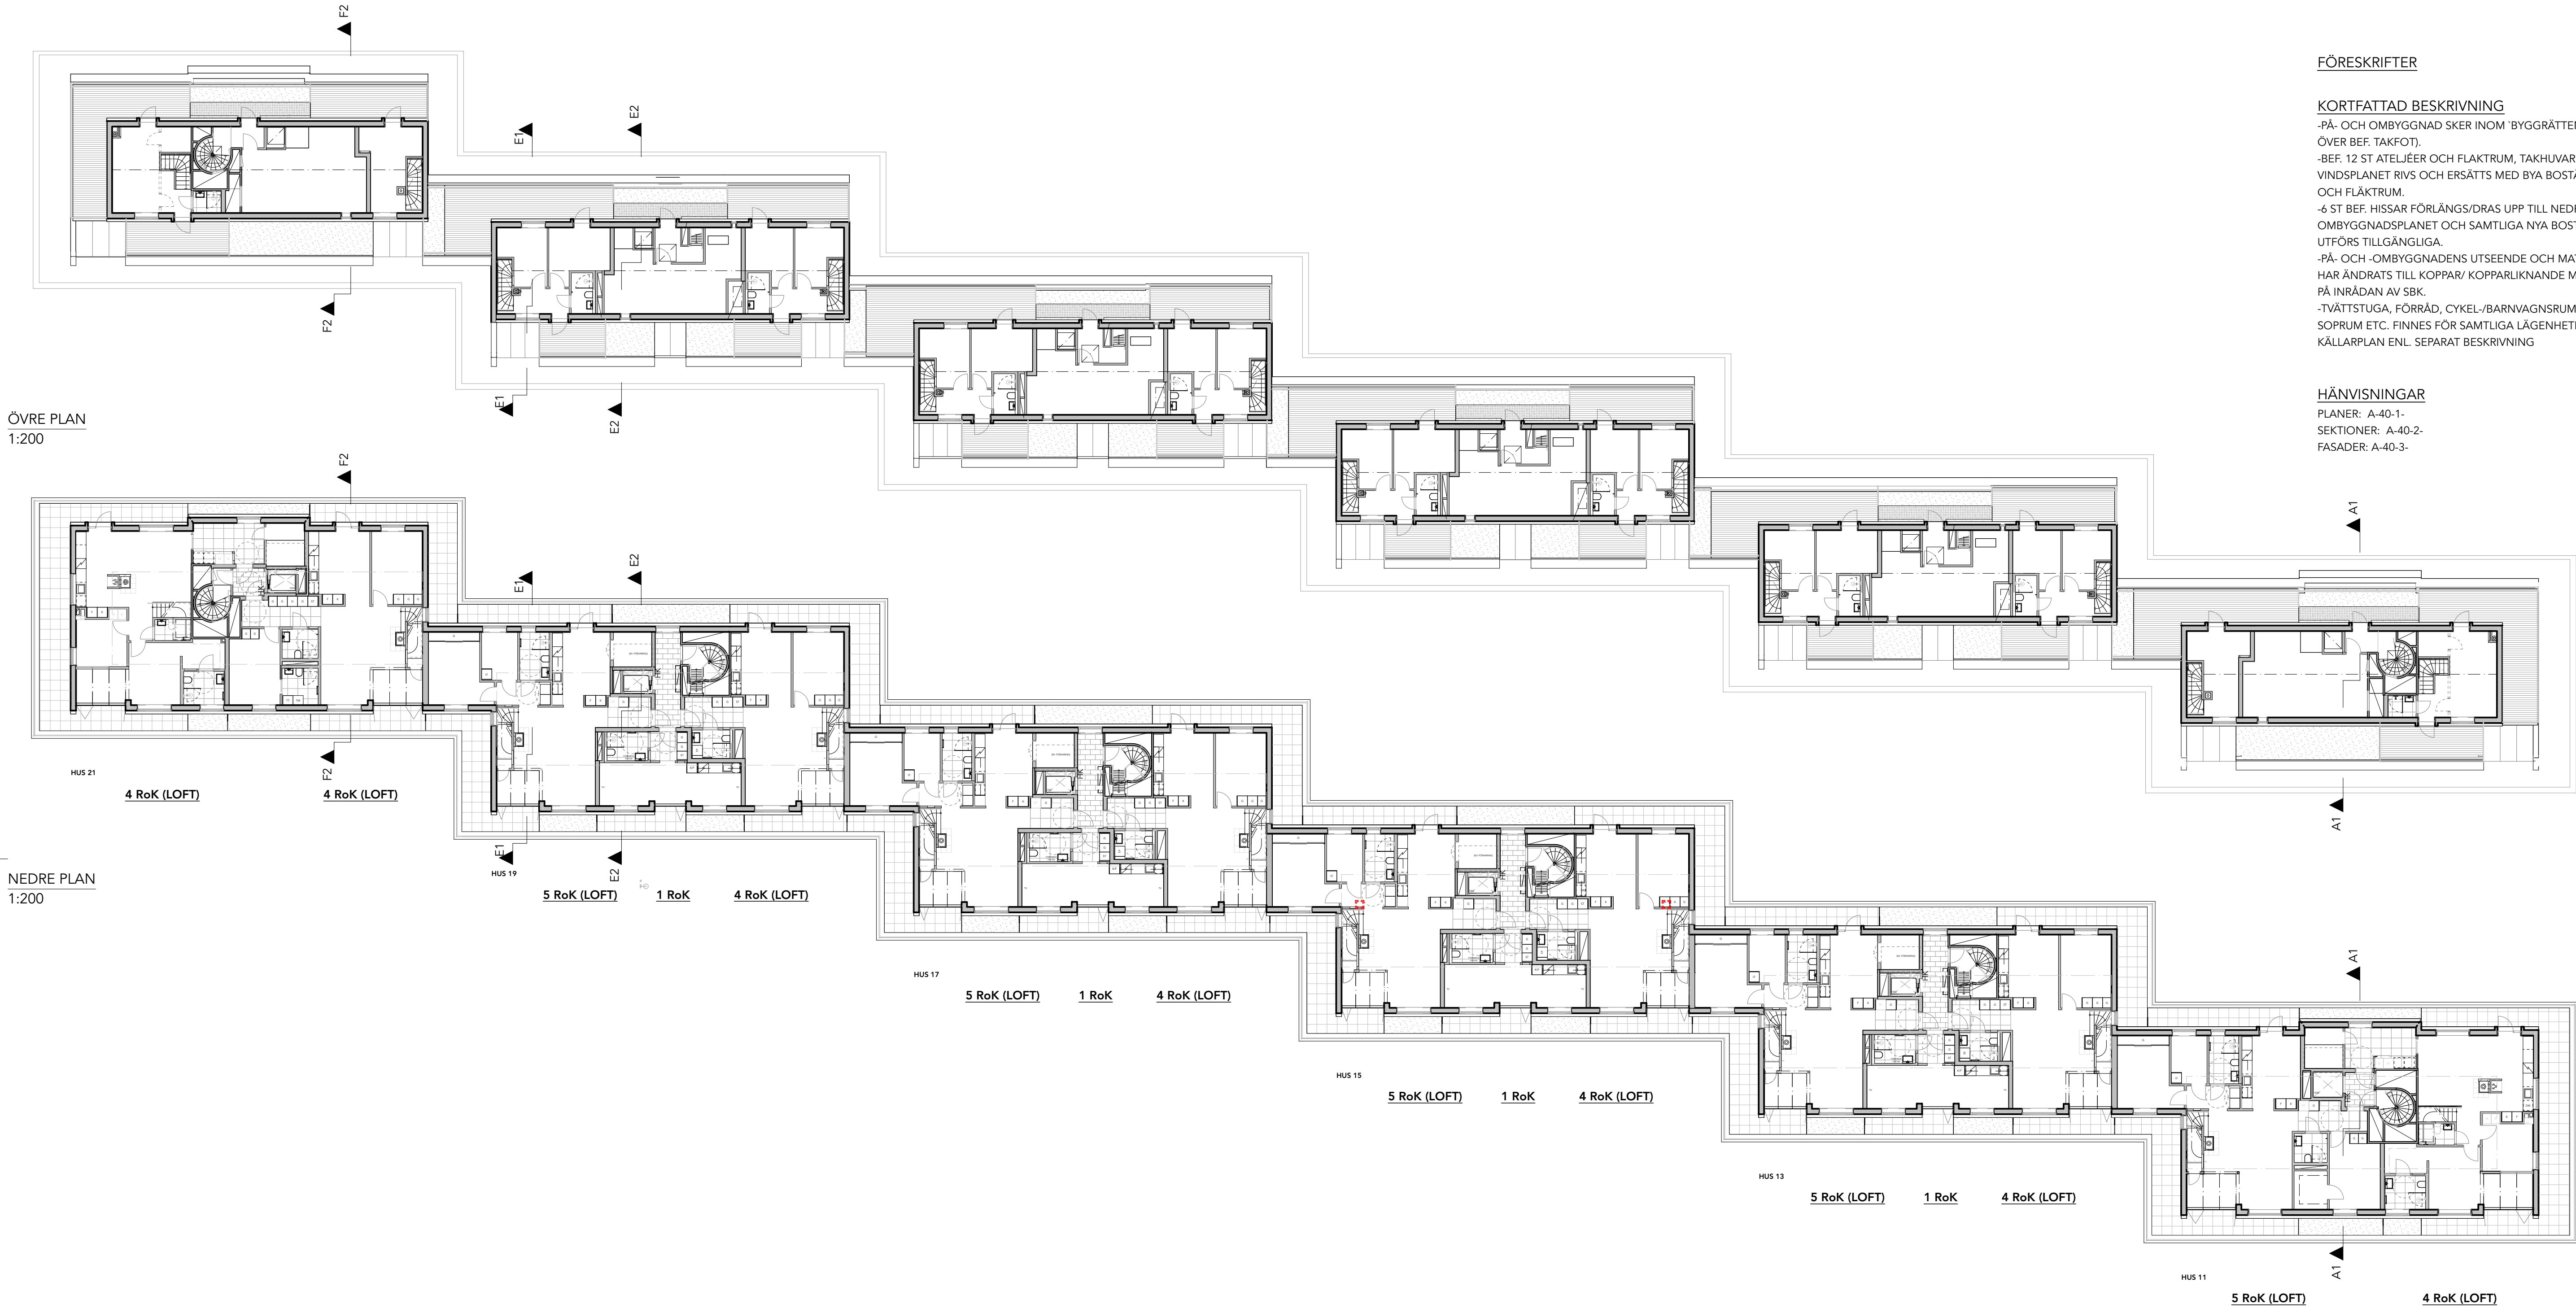 F2
FÖRESKRIFTER
KORTFATTAD BESKRIVNING
-PÅ- OCH OMBYGGNAD SKER INOM `BYGGRÄTTEN
ÖVER BEF. TAKFOT).
-BEF. 12 ST ATELJÉER OCH FLAKTRUM, TAKHUVAR
VINDSPLANET RIVS OCH ERSÄTTS MED BYA BOSTÄ
OCH FLÄKTRUM.
-6 ST BEF. HISSAR FÖRLÄNGS/DRAS UPP TILL NEDR
OMBYGGNADSPLANET OCH SAMTLIGA NYA BOST
UTFÖRS TILLGÄNGLIGA.
-PÅ- OCH -OMBYGGNADENS UTSEENDE OCH MAT
HAR ÄNDRATS TILL KOPPAR/ KOPPARLIKNANDE M
PÅ INRÅDAN AV SBK.
-TVÄTTSTUGA, FÖRRÅD, CYKEL-/BARNVAGNSRUM
SOPRUM ETC. FINNES FÖR SAMTLIGA LÄGENHETE
KÄLLARPLAN ENL. SEPARAT BESKRIVNING
HÄNVISNINGAR
PLANER: A-40-1-
SEKTIONER: A-40-2-
FASADER: A-40-3-
E1
E2
F2
E1
E2
ÖVRE PLAN
1:200
F2
A1
E1
E2
A1
HUS 21
F2
4 RoK (LOFT)
4 RoK (LOFT)
E1
E2
NEDRE PLAN
1:200
HUS 19
5 RoK (LOFT)
1 RoK
4 RoK (LOFT)
HUS 17
5 RoK (LOFT)
1 RoK
4 RoK (LOFT)
A1
HUS 15
5 RoK (LOFT)
1 RoK
4 RoK (LOFT)
HUS 13
5 RoK (LOFT)
1 RoK
4 RoK (LOFT)
A1
HUS 11
5 RoK (LOFT)
4 RoK (LOFT)